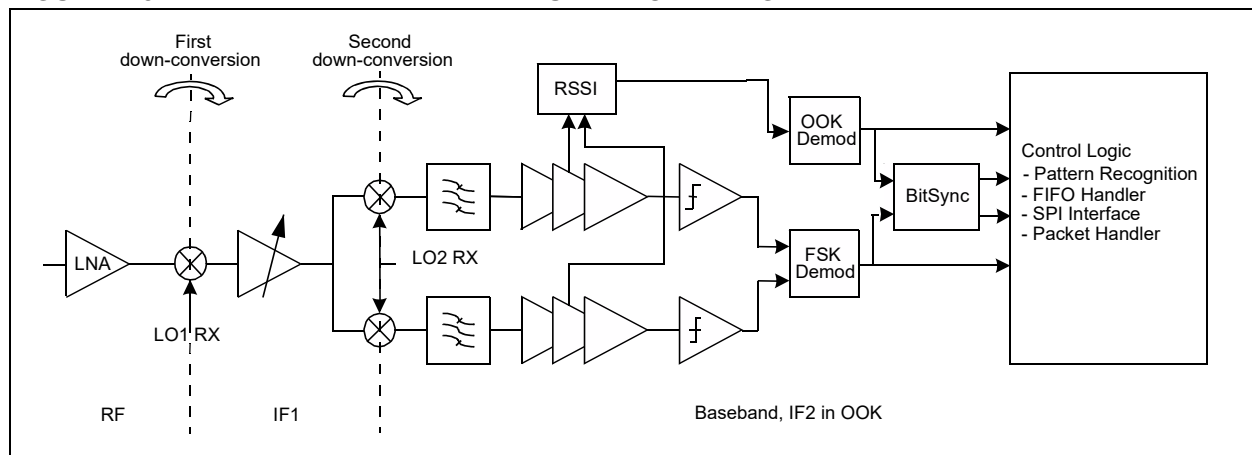 First
down-conversion
Second
down-conversion
RSSI
OOK
Demod
Control Logic
- Pattern Recognition
- FIFO Handler
- SPI Interface
- Packet Handler
BitSync
LNA
LO2 RX
FSK
Demod
LO1 RX
RF
IF1
Baseband, IF2 in OOK